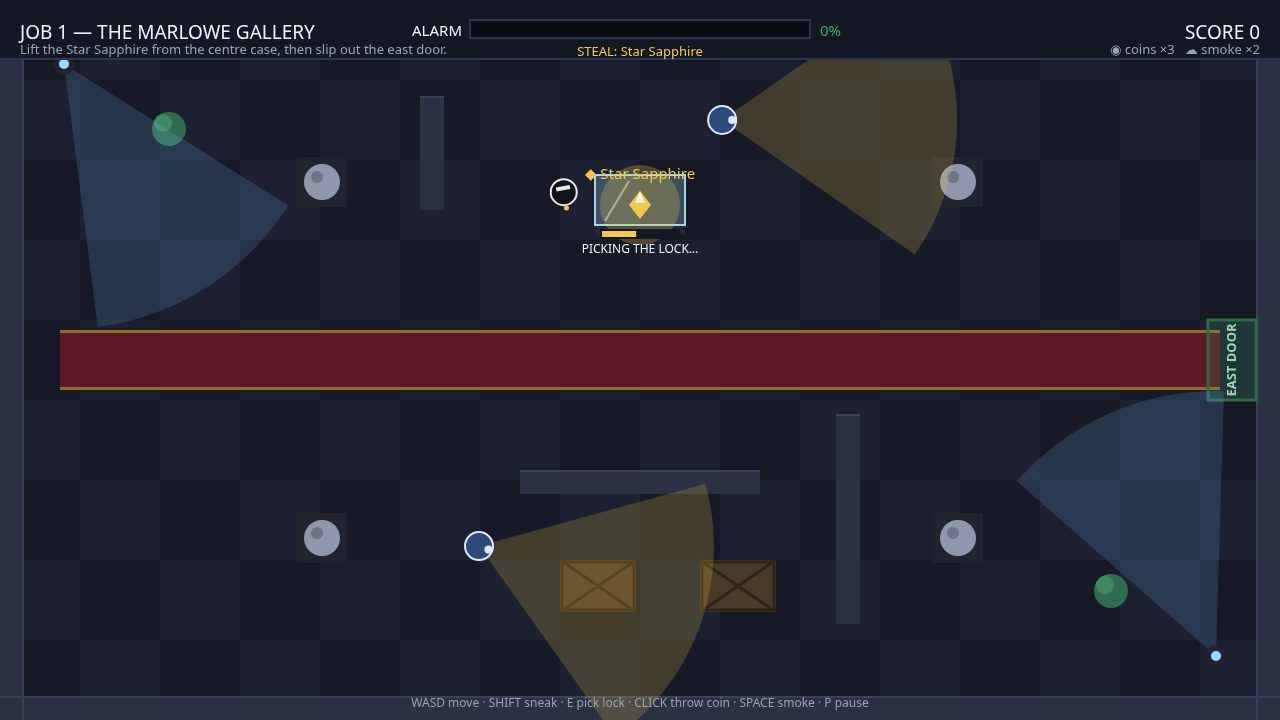 JOB 1 — THE MARLOWE GALLERY
ALARM
0%
SCORE 0
Lift the Star Sapphire from the centre case, then slip out the east door.
STEAL: Star Sapphire
◉ coins ×3 ☁ smoke ×2
◆ Star Sapphire
PICKING THE LOCK…
EAST DOOR
WASD move · SHIFT sneak · E pick lock · CLICK throw coin · SPACE smoke · P pause